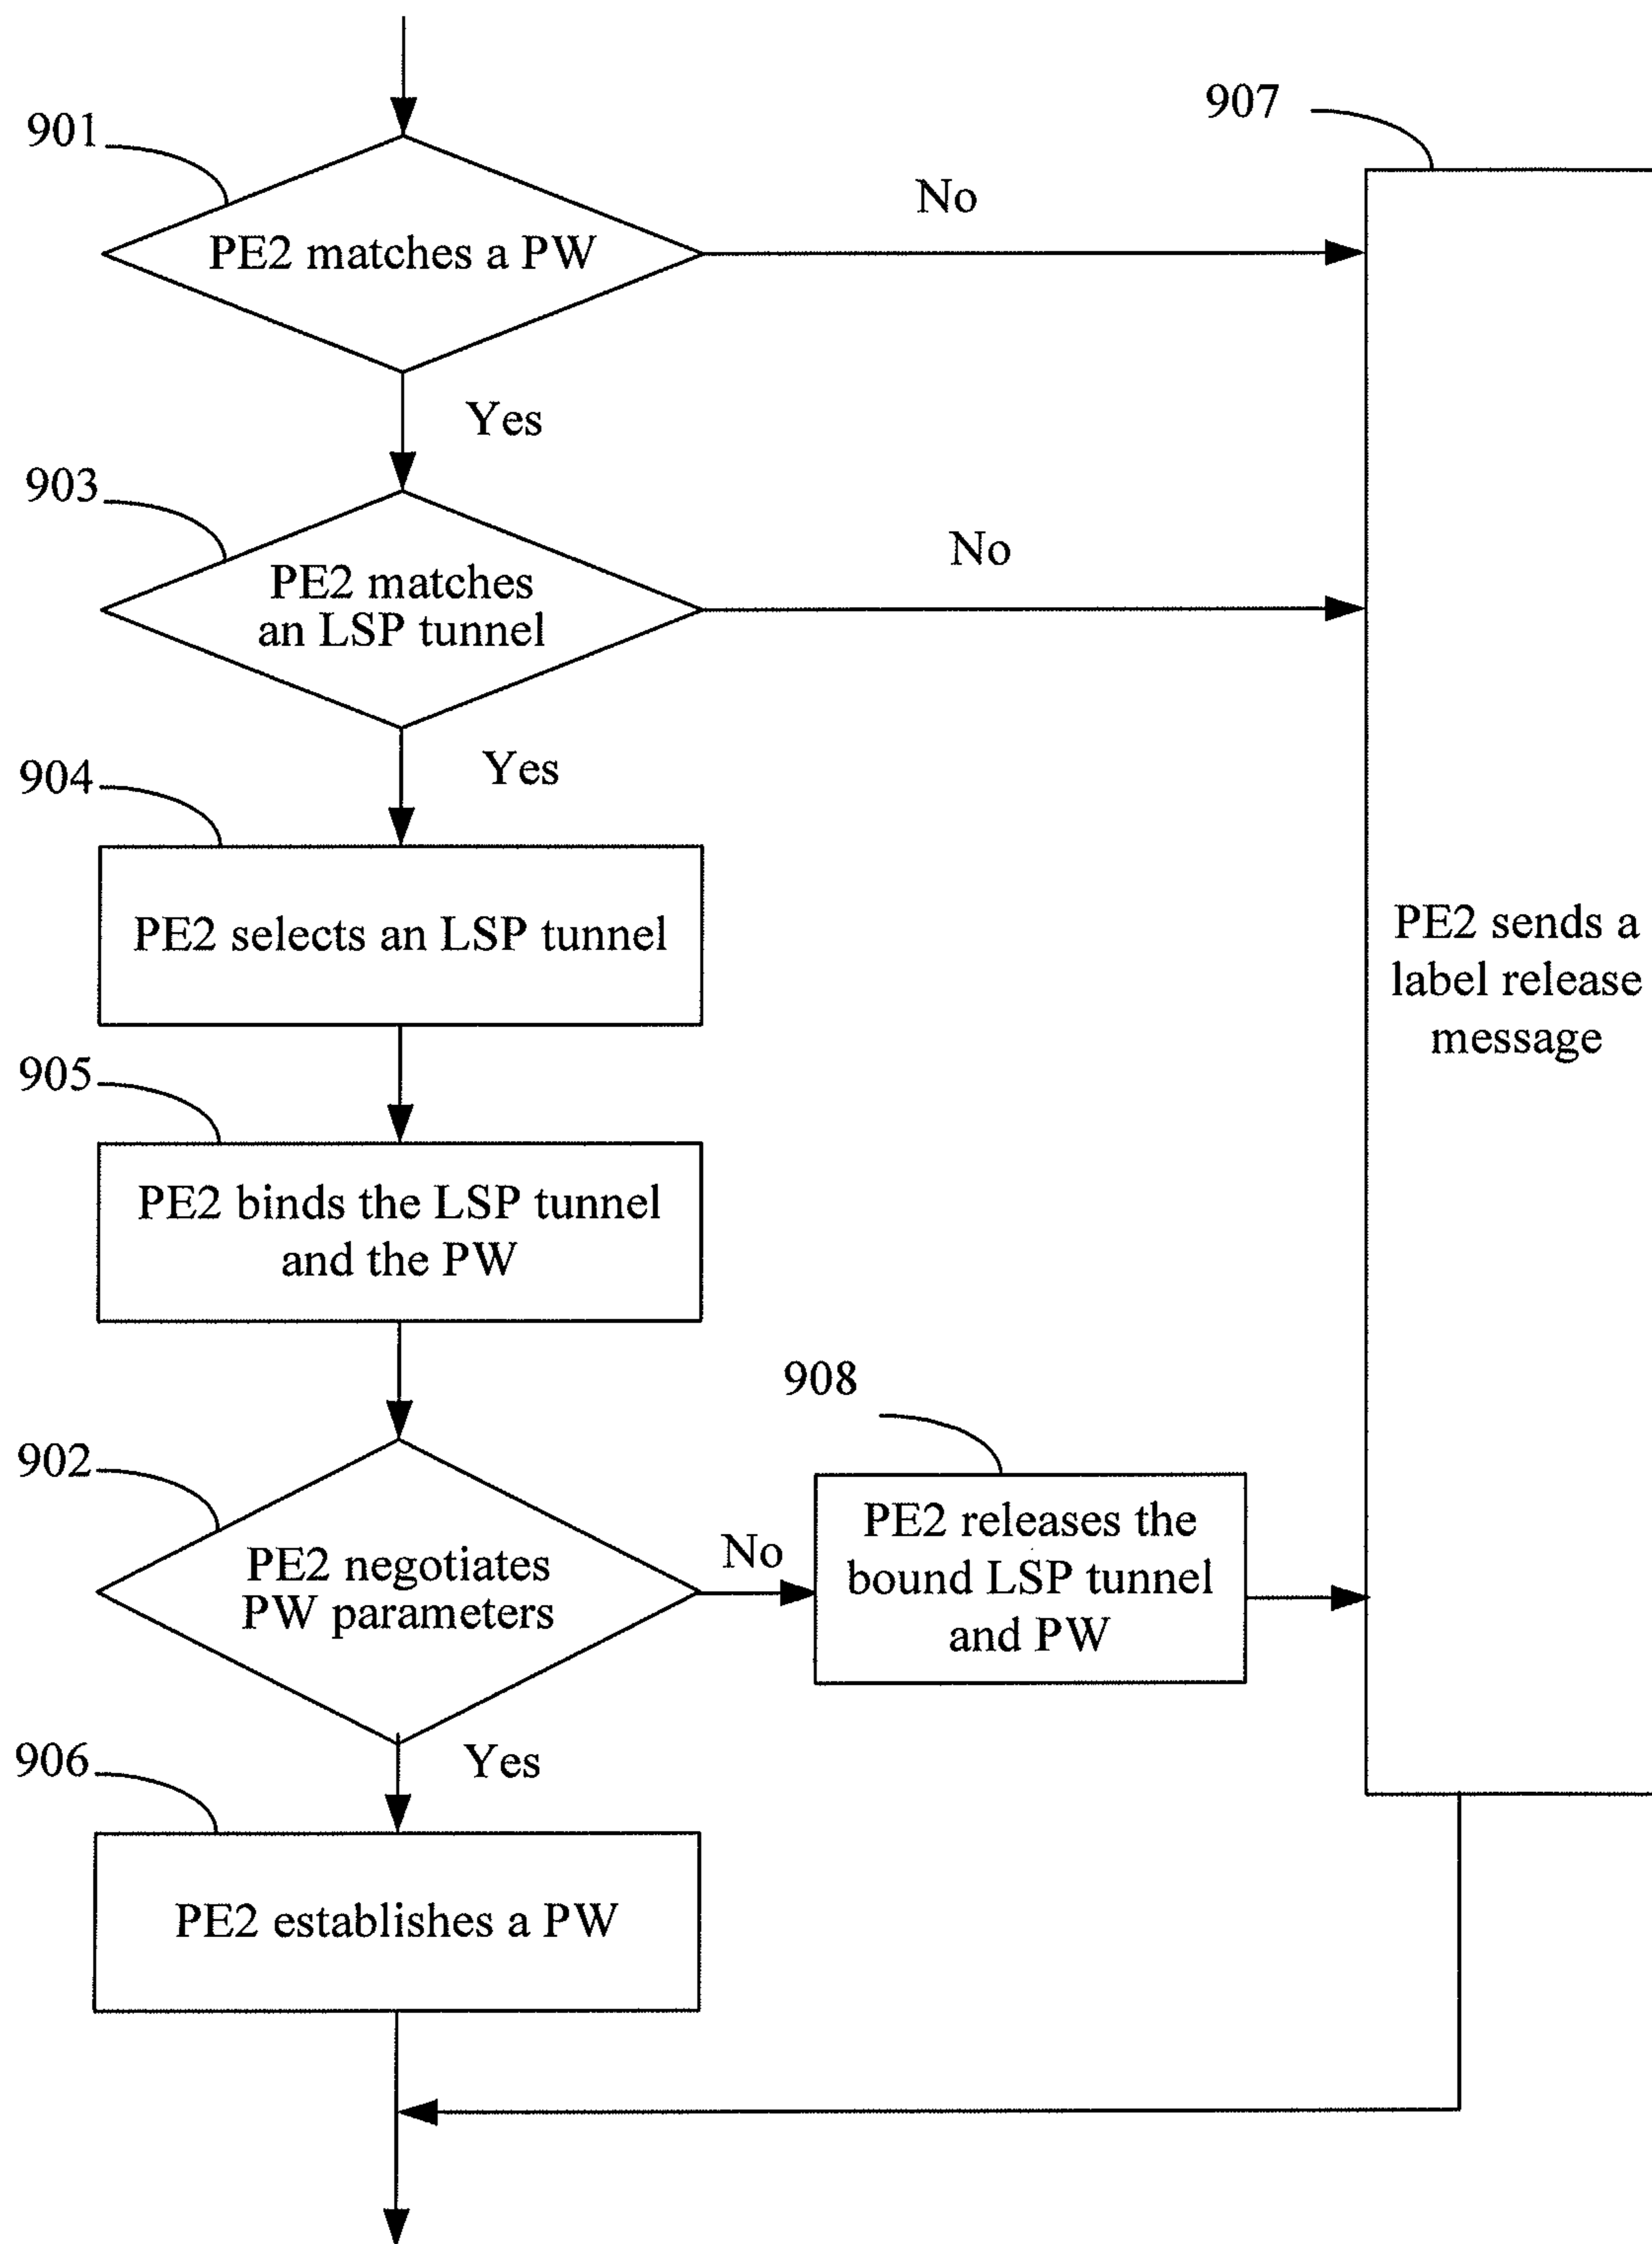 907
901
No
PE2 matches a PW
Yes
903
No
PE2 matches
an LSP tunnel
Yes
904
PE2 selects an LSP tunnel
PE2 sends a
label release
message
905
PE2 binds the LSP tunnel
and the PW
908
902
PE2 negotiates
PW parameters
No
PE2 releases the
bound LSP tunnel
and PW
Yes
906
PE2 establishes a PW